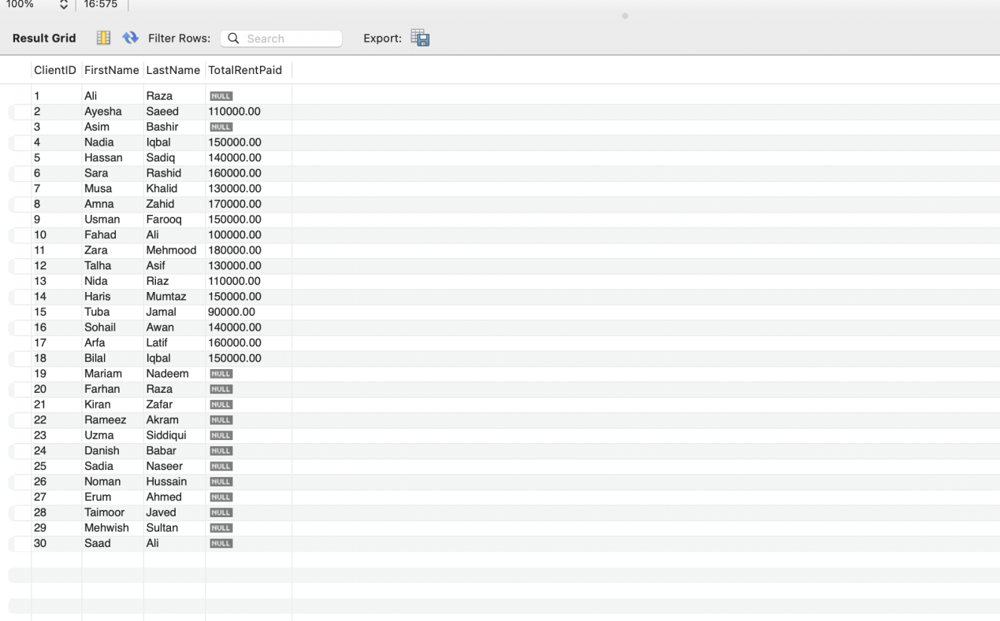 100% 16:575
Result Grid Filter Rows: Search Export:
ClientID FirstName LastName TotalRentPaid
1 Ali Raza NULL
2 Ayesha Saeed 110000.00
3 Asim Bashir NULL
4 Nadia Iqbal 150000.00
5 Hassan Sadiq 140000.00
6 Sara Rashid 160000.00
7 Musa Khalid 130000.00
8 Amna Zahid 170000.00
9 Usman Farooq 150000.00
10 Fahad Ali 100000.00
11 Zara Mehmood 180000.00
12 Talha Asif 130000.00
13 Nida Riaz 110000.00
14 Haris Mumtaz 150000.00
15 Tuba Jamal 90000.00
16 Sohail Awan 140000.00
17 Arfa Latif 160000.00
18 Bilal Iqbal 150000.00
19 Mariam Nadeem NULL
20 Farhan Raza NULL
21 Kiran Zafar NULL
22 Rameez Akram NULL
23 Uzma Siddiqui NULL
24 Danish Babar NULL
25 Sadia Naseer NULL
26 Noman Hussain NULL
27 Erum Ahmed NULL
28 Taimoor Javed NULL
29 Mehwish Sultan NULL
30 Saad Ali NULL